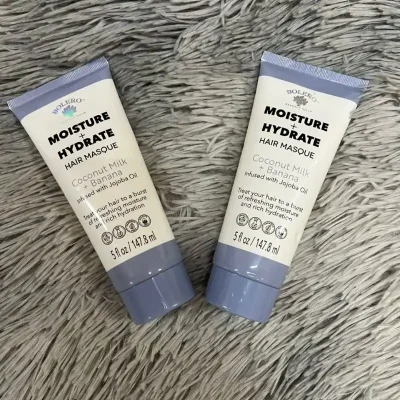 BOLERO
MOISTURE
+
HYDRATE
HAIR MASQUE
Coconut Milk
+ Banana
infused with Jojoba Oil
Treat your hair to a burst
of refreshing moisture
and rich hydration
5 fl oz / 147.8 ml
BOLERO
MOISTURE
+
HYDRATE
HAIR MASQUE
Coconut Milk
+ Banana
infused with Jojoba Oil
Treat your hair to a burst
of refreshing moisture
and rich hydration
5 fl oz / 147.8 ml